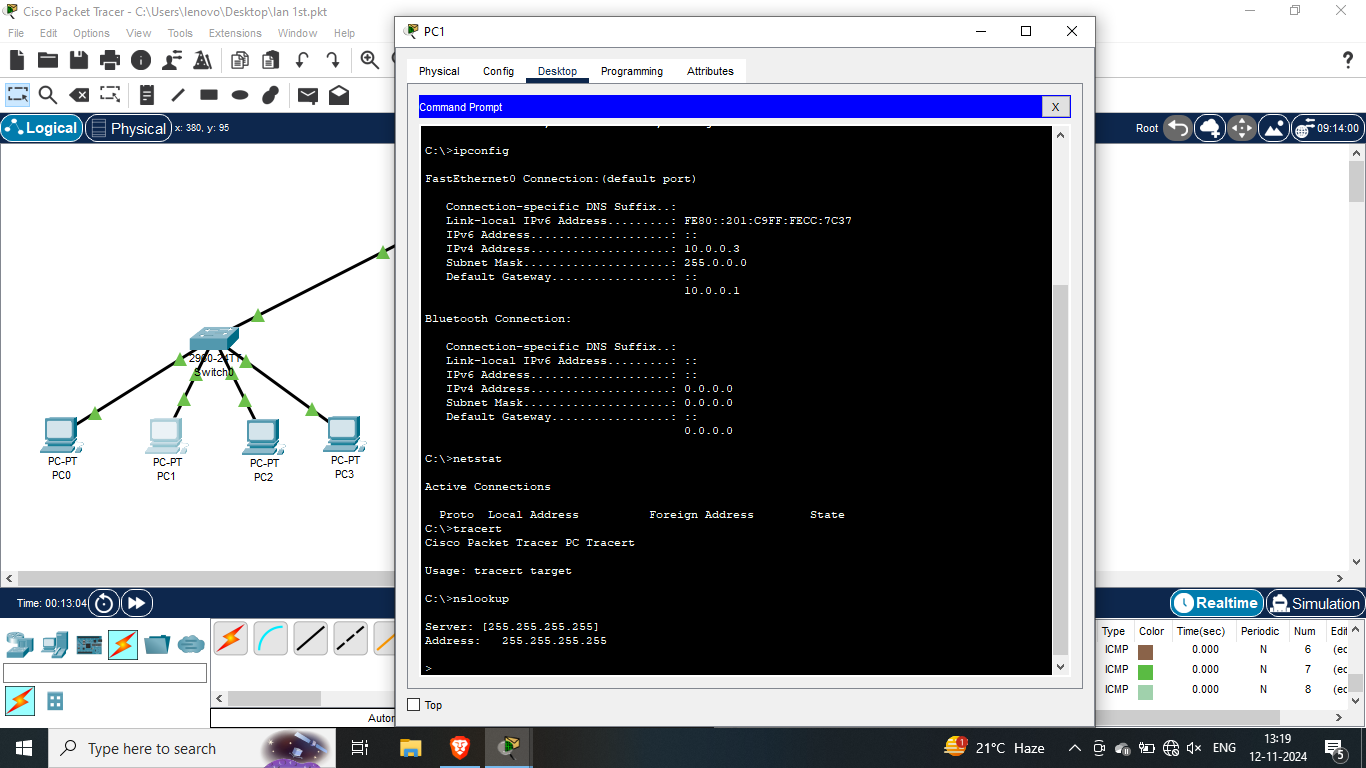 Cisco Packet Tracer - C:\Users\lenovo\Desktop\lan 1st.pkt
File Edit Options View Tools Extensions Window Help
Logical
Physical
x: 380, y: 95
Root
09:14:00
2960-24TT
Switch0
PC-PT
PC0
PC-PT
PC1
PC-PT
PC2
PC-PT
PC3
PC1
Physical Config Desktop Programming Attributes
Command Prompt
X
C:\>ipconfig
FastEthernet0 Connection:(default port)
Connection-specific DNS Suffix..:
Link-local IPv6 Address.........: FE80::201:C9FF:FECC:7C37
IPv6 Address....................: ::
IPv4 Address....................: 10.0.0.3
Subnet Mask.....................: 255.0.0.0
Default Gateway.................: ::
10.0.0.1
Bluetooth Connection:
Connection-specific DNS Suffix..:
Link-local IPv6 Address.........: ::
IPv6 Address....................: ::
IPv4 Address....................: 0.0.0.0
Subnet Mask.....................: 0.0.0.0
Default Gateway.................: ::
0.0.0.0
C:\>netstat
Active Connections
Proto Local Address Foreign Address State
C:\>tracert
Cisco Packet Tracer PC Tracert
Usage: tracert target
C:\>nslookup
Server: [255.255.255.255]
Address: 255.255.255.255
>
Top
Time: 00:13:04
Realtime
Simulation
Type Color Time(sec) Periodic Num Edit
ICMP 0.000 N 6 (ec
ICMP 0.000 N 7 (ec
ICMP 0.000 N 8 (ec
Autor
Type here to search
1
21°C Haze
ENG
13:19
12-11-2024
5